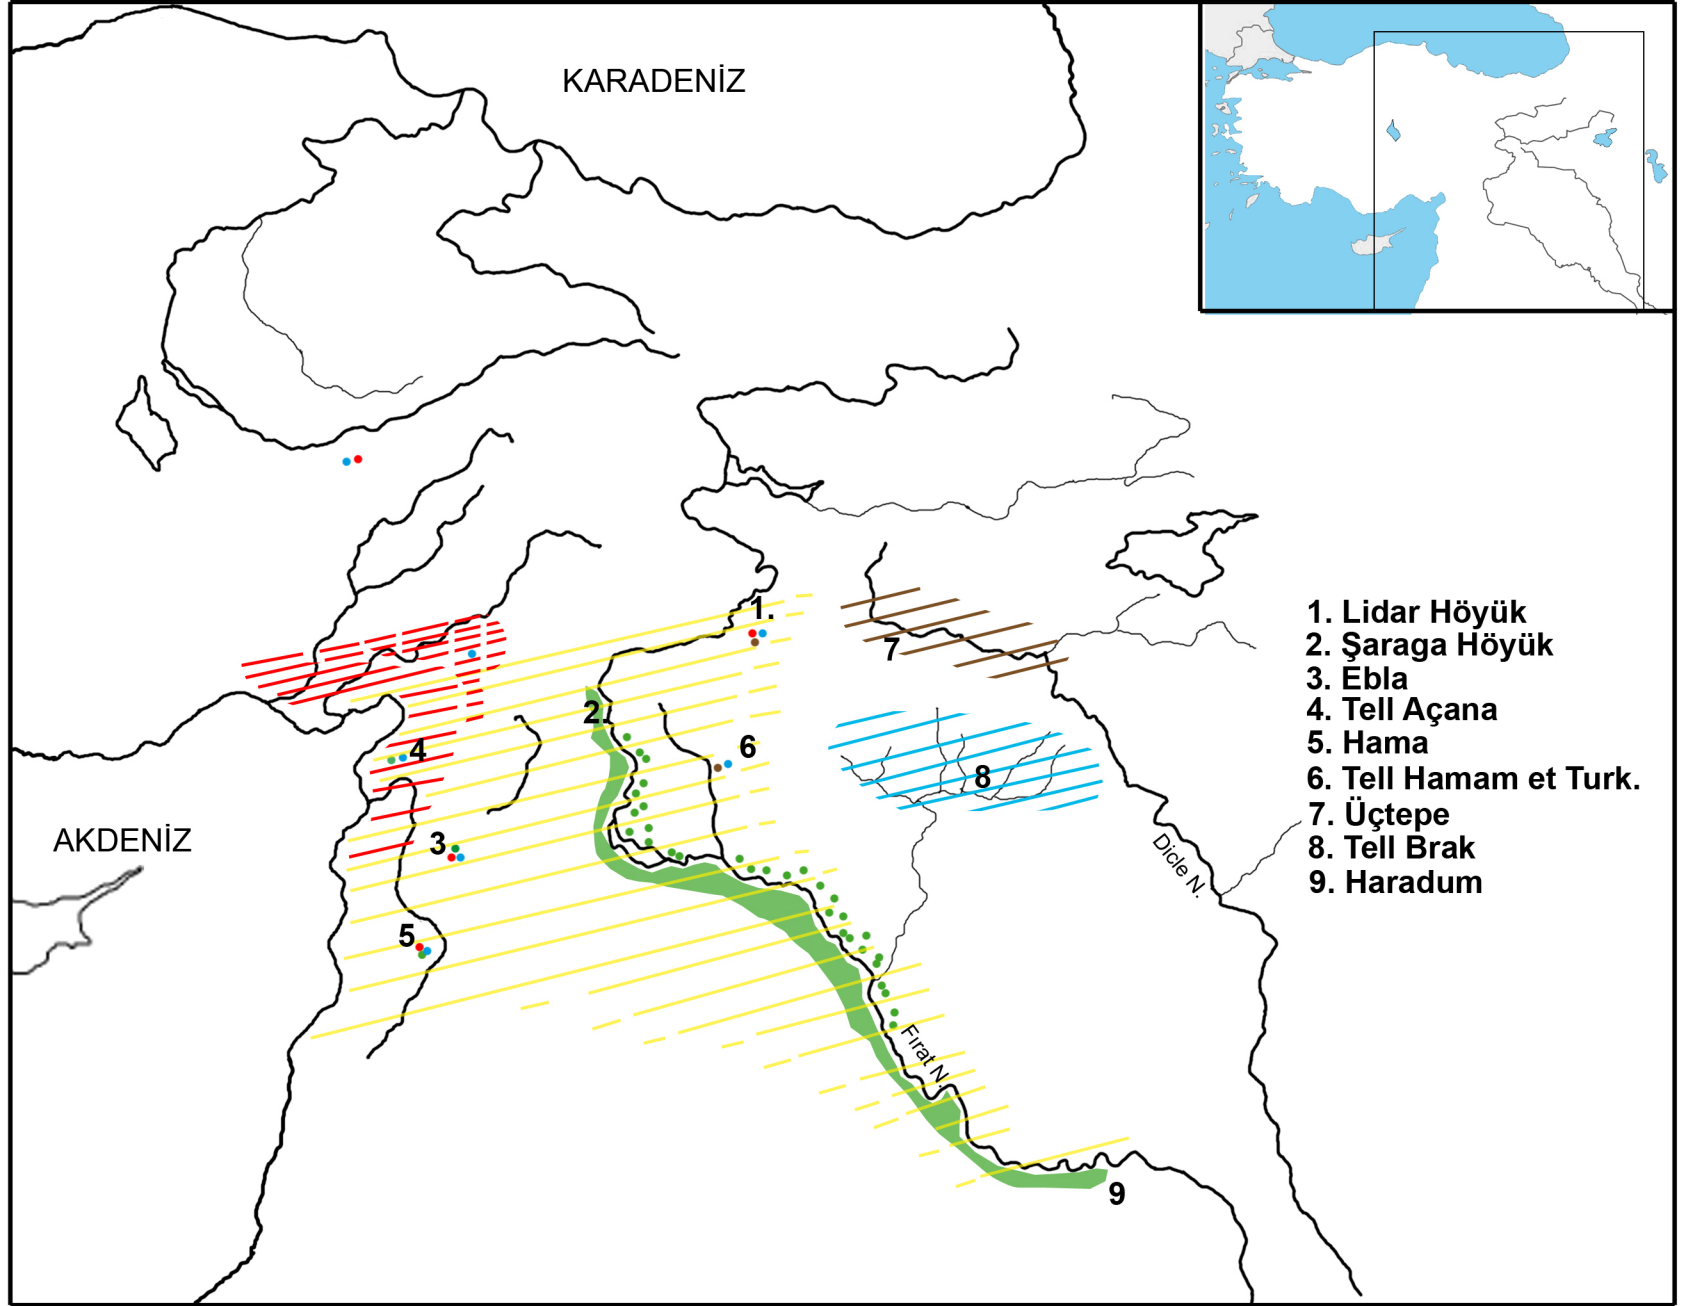 KARADENİZ
1.
1. Lidar Höyük
2. Şaraga Höyük
7
3. Ebla
2.
4. Tell Açana
4
6
5. Hama
8
6. Tell Hamam et Turk.
7. Üçtepe
AKDENİZ
3
8. Tell Brak
Dicle N.
9. Haradum
5
Fırat N.
9